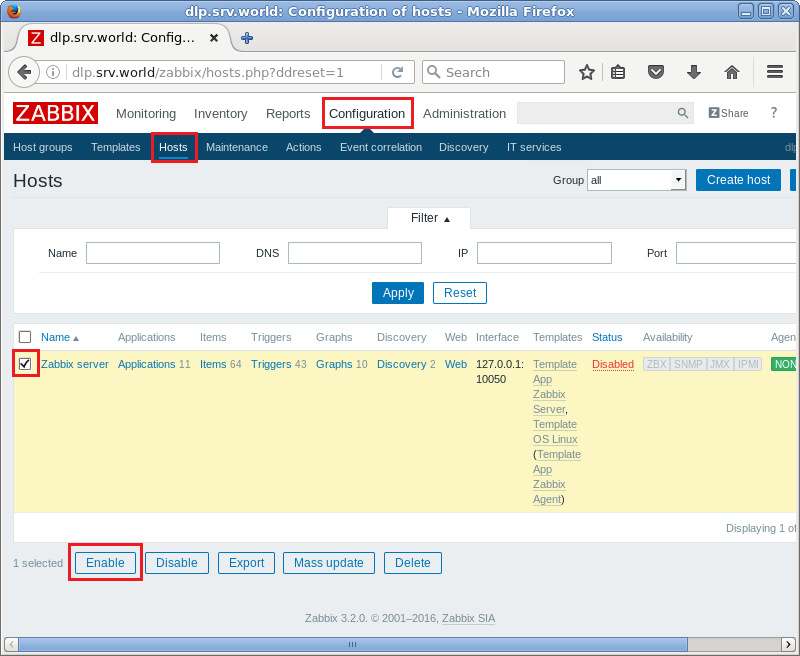 dlp.srv.world: Configuration of hosts - Mozilla Firefox
Z dlp.srv.world: Config...
dlp.srv.world/zabbix/hosts.php?ddreset=1 Search
ZABBIX Monitoring Inventory Reports Configuration Administration Z Share ?
Host groups Templates Hosts Maintenance Actions Event correlation Discovery IT services dlp
Hosts Group all Create host
Filter ▲
Name DNS IP Port
Apply Reset
Name ▲ Applications Items Triggers Graphs Discovery Web Interface Templates Status Availability Agen
Zabbix server Applications 11 Items 64 Triggers 43 Graphs 10 Discovery 2 Web 127.0.0.1: Template Disabled ZBX SNMP JMX IPMI NON
10050 App
Zabbix
Server,
Template
OS Linux
(Template
App
Zabbix
Agent)
Displaying 1 of
1 selected Enable Disable Export Mass update Delete
Zabbix 3.2.0. © 2001–2016, Zabbix SIA